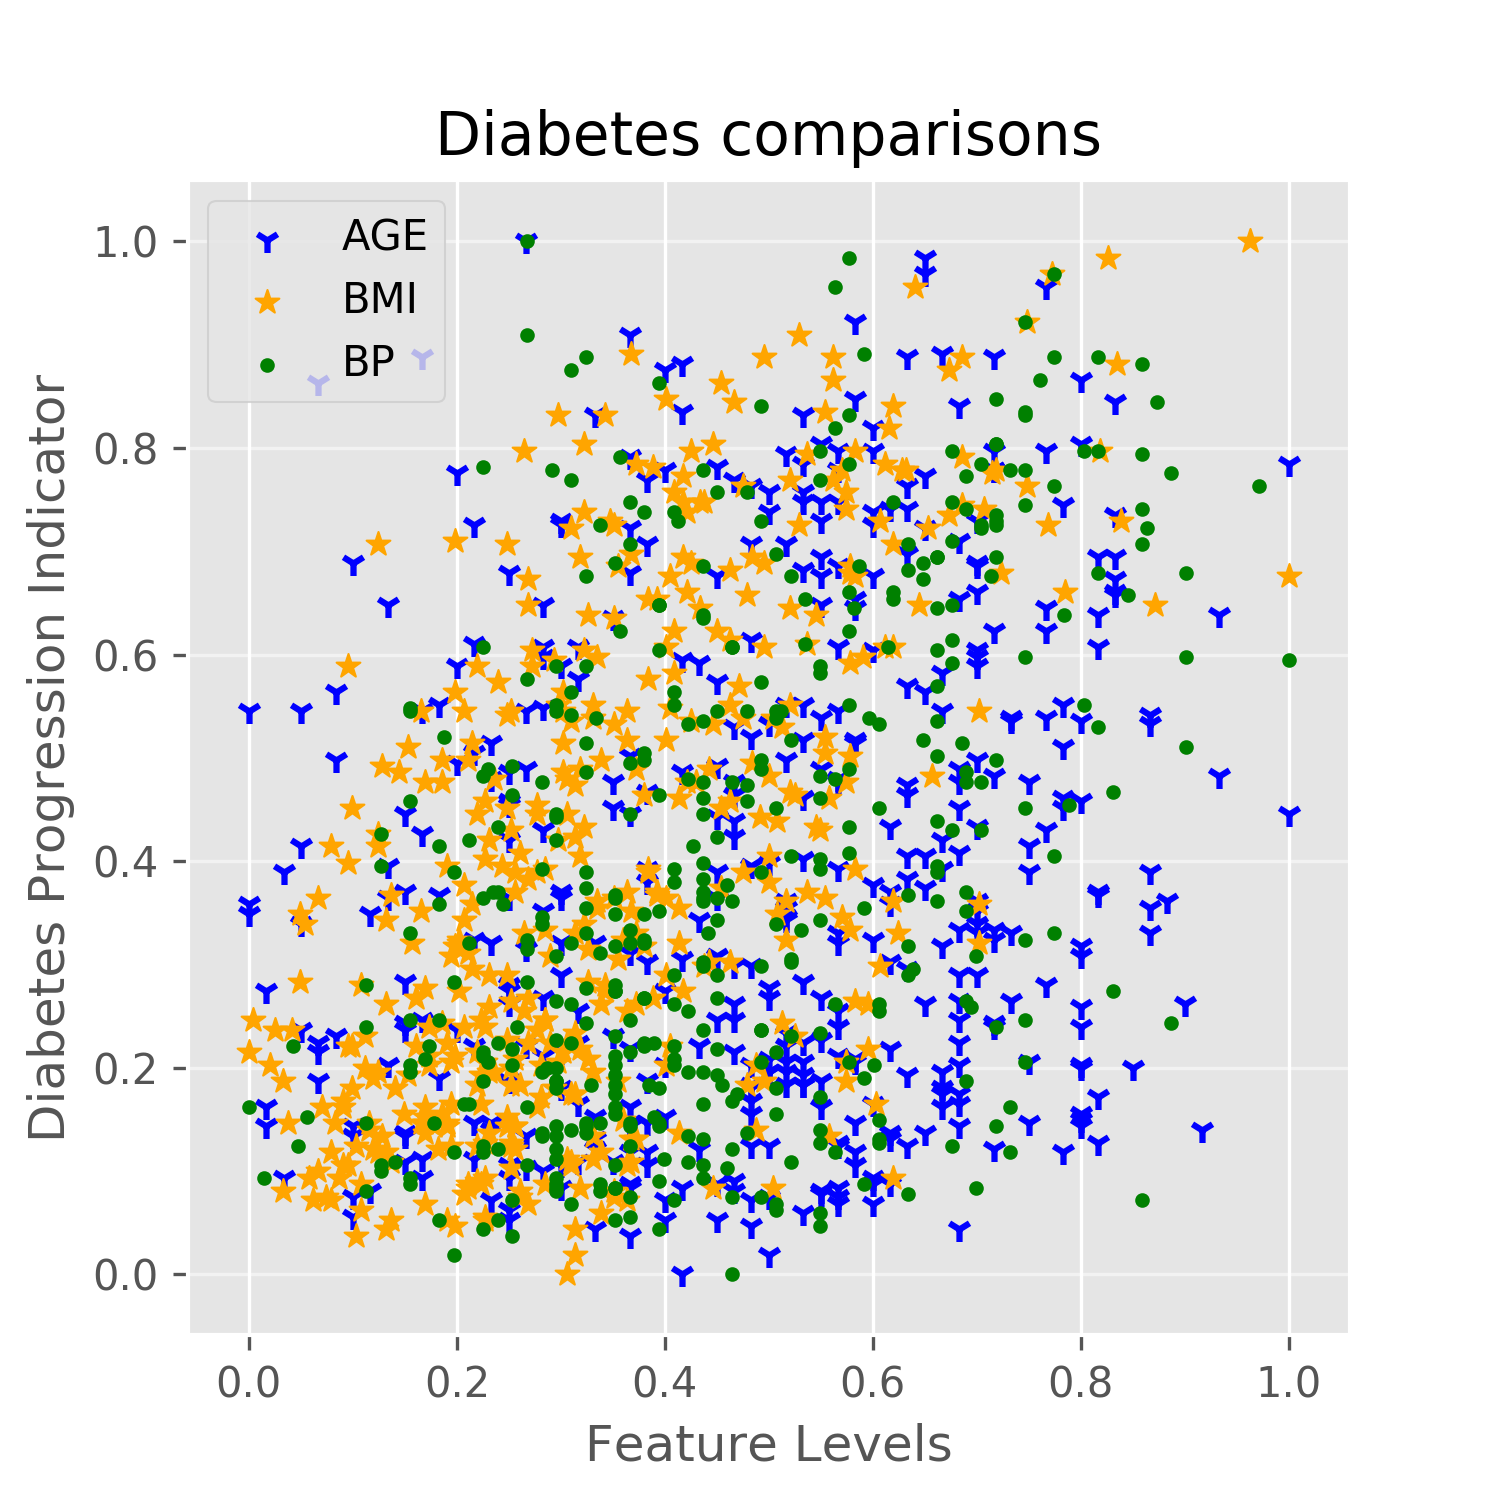 Diabetes comparisons
AGE
BMI
BP
Diabetes Progression Indicator
1.0
0.8
0.6
0.4
0.2
0.0
0.0 0.2 0.4 0.6 0.8 1.0
Feature Levels